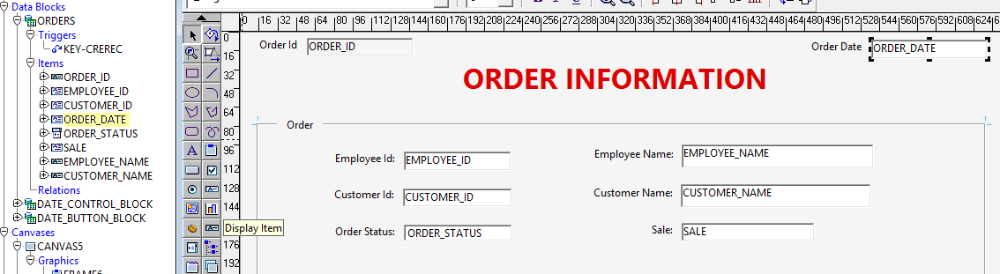 Data Blocks
ORDERS
Triggers
KEY-CREREC
Items
ORDER_ID
EMPLOYEE_ID
CUSTOMER_ID
ORDER_DATE
ORDER_STATUS
SALE
EMPLOYEE_NAME
CUSTOMER_NAME
Relations
DATE_CONTROL_BLOCK
DATE_BUTTON_BLOCK
Canvases
CANVAS5
Graphics
0 16 32 48 64 80 96 112 128 144 160 176 192 208 224 240 256 272 288 304 320 336 352 368 384 400 416 432 448 464 480 496 512 528 544 560 576 592 608 624 64
0
16
32
48
64
80
96
112
128
144
176
192
Display Item
Order Id ORDER_ID Order Date ORDER_DATE
ORDER INFORMATION
Order
Employee Id: EMPLOYEE_ID Employee Name: EMPLOYEE_NAME
Customer Id: CUSTOMER_ID Customer Name: CUSTOMER_NAME
Order Status: ORDER_STATUS Sale: SALE